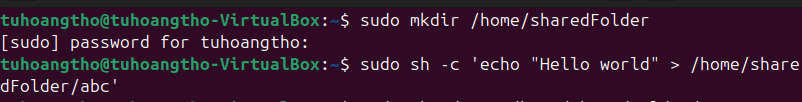 tuhoangtho@tuhoangtho-VirtualBox:~$ sudo mkdir /home/sharedFolder
[sudo] password for tuhoangtho:
tuhoangtho@tuhoangtho-VirtualBox:~$ sudo sh -c 'echo "Hello world" > /home/share
dFolder/abc'